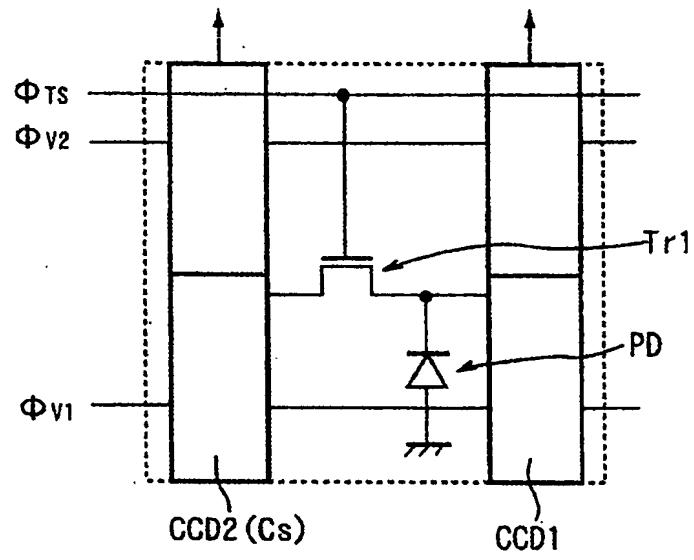 ΦTS
ΦV2
Tr1
PD
ΦV1
CCD2(Cs)
CCD1